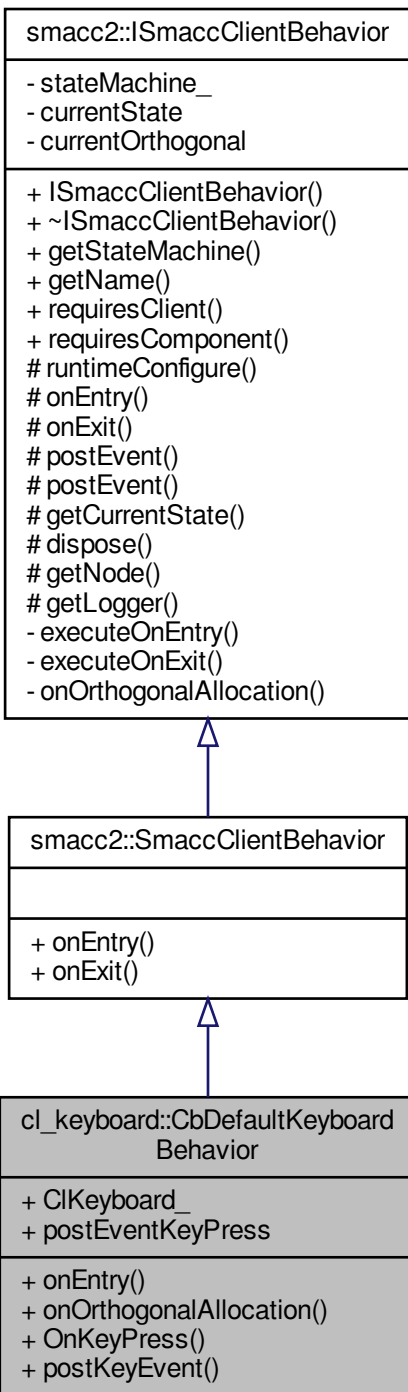 smacc2::ISmaccClientBehavior
- stateMachine_
- currentState
- currentOrthogonal
+ ISmaccClientBehavior()
+ ~ISmaccClientBehavior()
+ getStateMachine()
+ getName()
+ requiresClient()
+ requiresComponent()
# runtimeConfigure()
# onEntry()
# onExit()
# postEvent()
# postEvent()
# getCurrentState()
# dispose()
# getNode()
# getLogger()
- executeOnEntry()
- executeOnExit()
- onOrthogonalAllocation()
smacc2::SmaccClientBehavior
+ onEntry()
+ onExit()
cl_keyboard::CbDefaultKeyboard
Behavior
+ ClKeyboard_
+ postEventKeyPress
+ onEntry()
+ onOrthogonalAllocation()
+ OnKeyPress()
+ postKeyEvent()